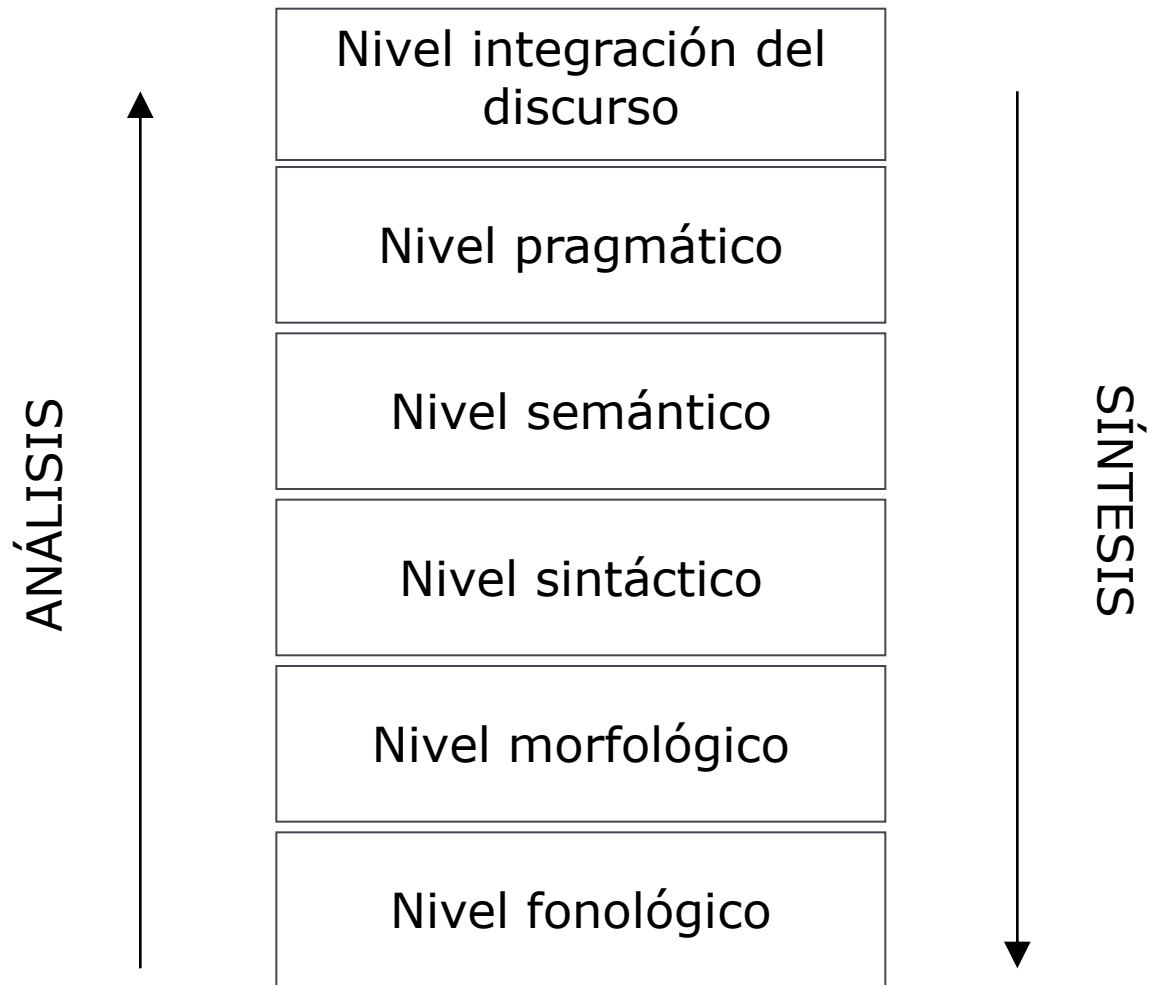 Nivel integración del
discurso
Nivel pragmático
Nivel semántico
Nivel sintáctico
Nivel morfológico
Nivel fonológico
ANÁLISIS
SÍNTESIS